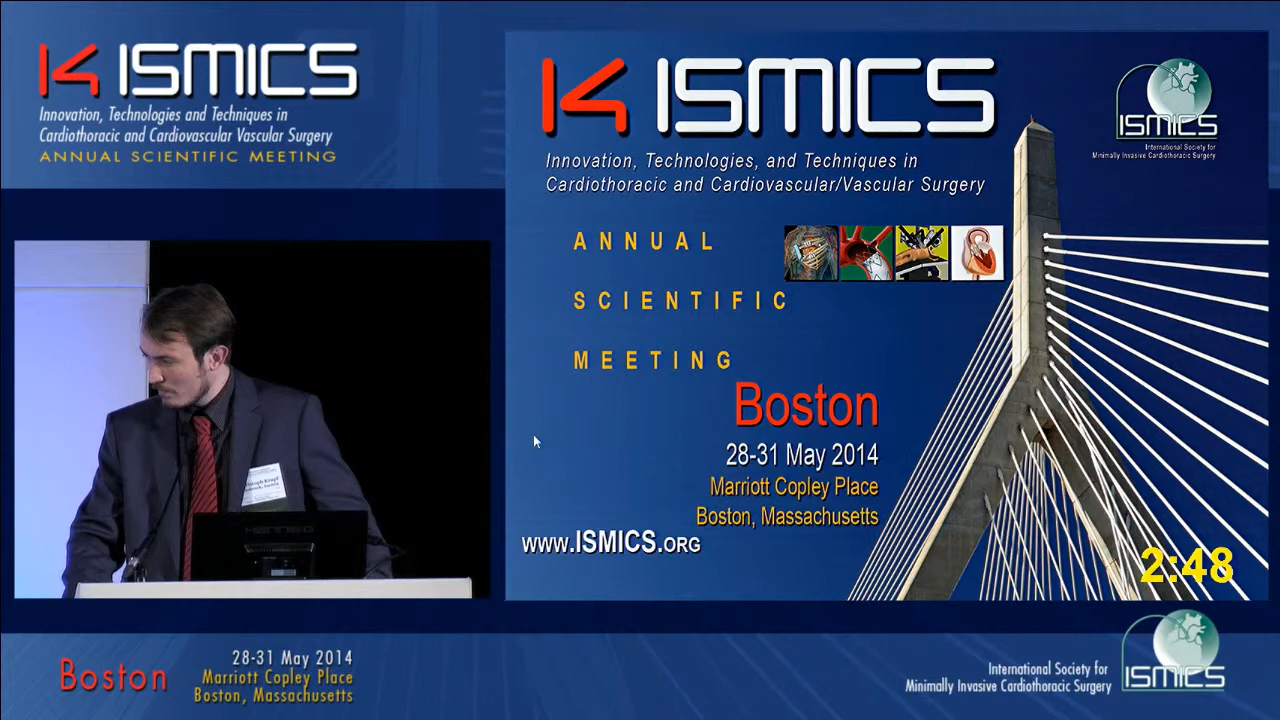 14 ISMICS
Innovation, Technologies and Techniques in
Cardiothoracic and Cardiovascular Vascular Surgery
ANNUAL SCIENTIFIC MEETING
14 ISMICS
Innovation, Technologies, and Techniques in
Cardiothoracic and Cardiovascular/Vascular Surgery
ISMICS
International Society for
Minimally Invasive Cardiothoracic Surgery
ANNUAL
SCIENTIFIC
MEETING
Boston
28-31 May 2014
Marriott Copley Place
Boston, Massachusetts
www.ISMICS.ORG
2:48
Boston
28-31 May 2014
Marriott Copley Place
Boston, Massachusetts
International Society for
Minimally Invasive Cardiothoracic Surgery
ISMICS